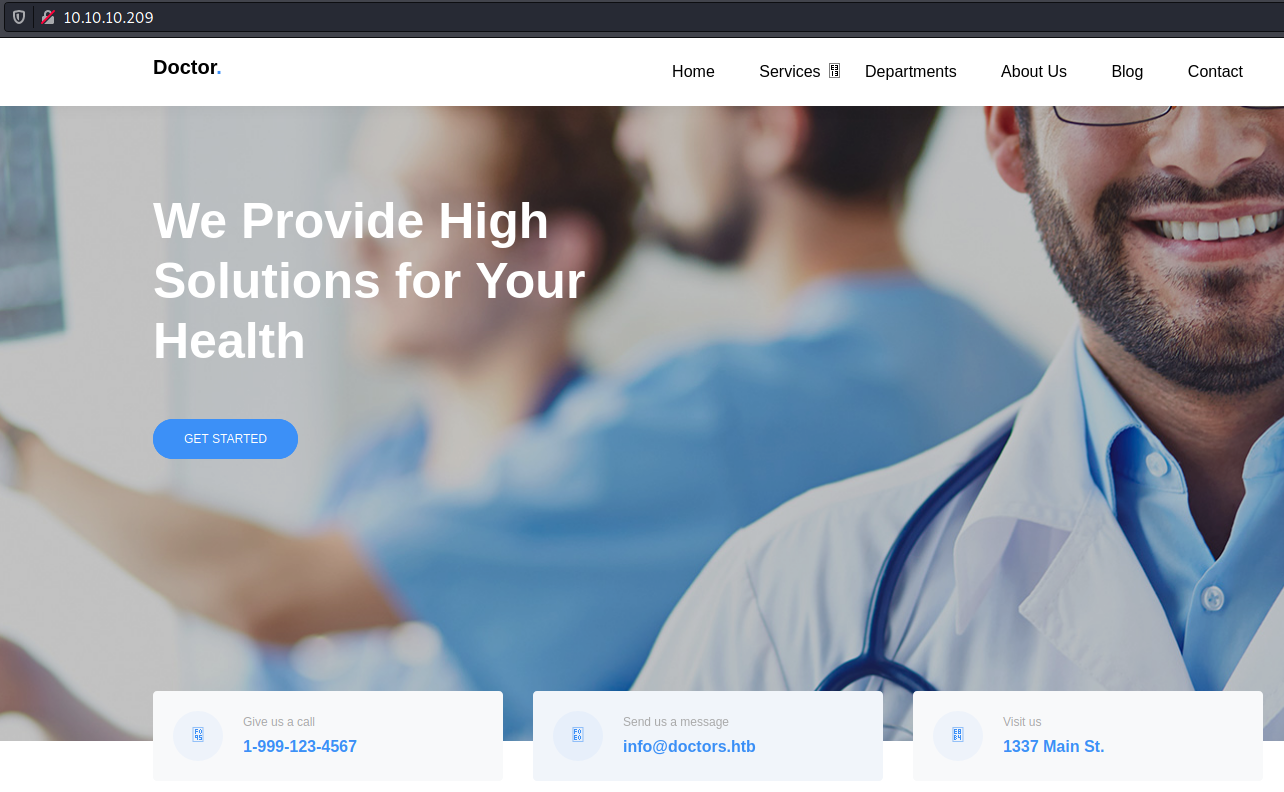 10.10.10.209
Doctor.
Home Services Departments About Us Blog Contact
We Provide High
Solutions for Your
Health
GET STARTED
Give us a call
1-999-123-4567
Send us a message
info@doctors.htb
Visit us
1337 Main St.